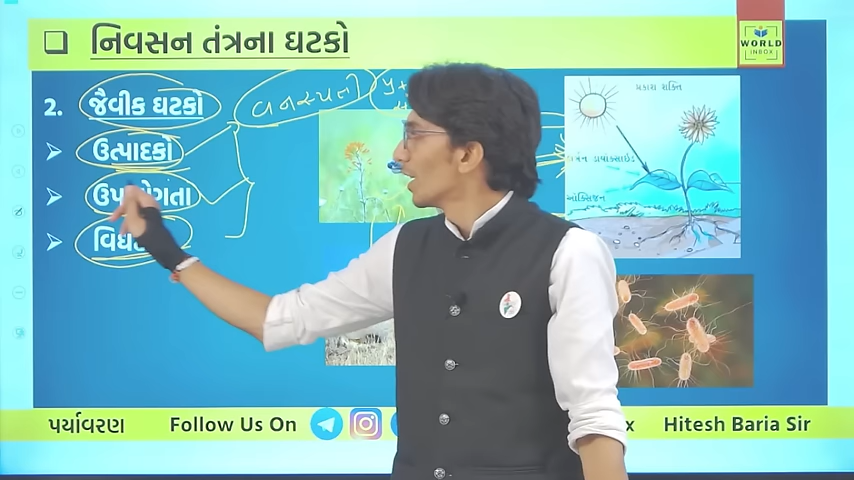 નિવસન તંત્રના ઘટકો
WORLD
INBOX
2. જૈવીક ઘટકો
વનસ્પતી
ઉત્પાદકો
પ્રકાશ શક્તિ
ઓક્સિજન
પર્યાવરણ
Follow Us On
Hitesh Baria Sir